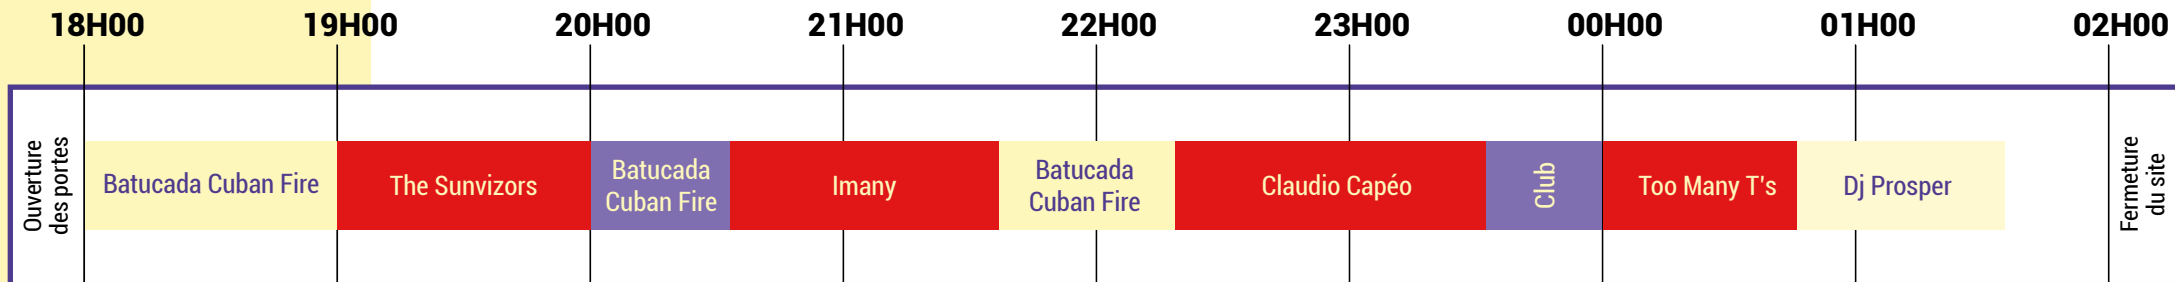 18H00 19H00 20H00 21H00 22H00 23H00 00H00 01H00 02H00
Ouverture
des portes
Batucada Cuban Fire
The Sunvizors
Batucada
Cuban Fire
Imany
Batucada
Cuban Fire
Claudio Capéo
Club
Too Many T's
Dj Prosper
Fermeture
du site